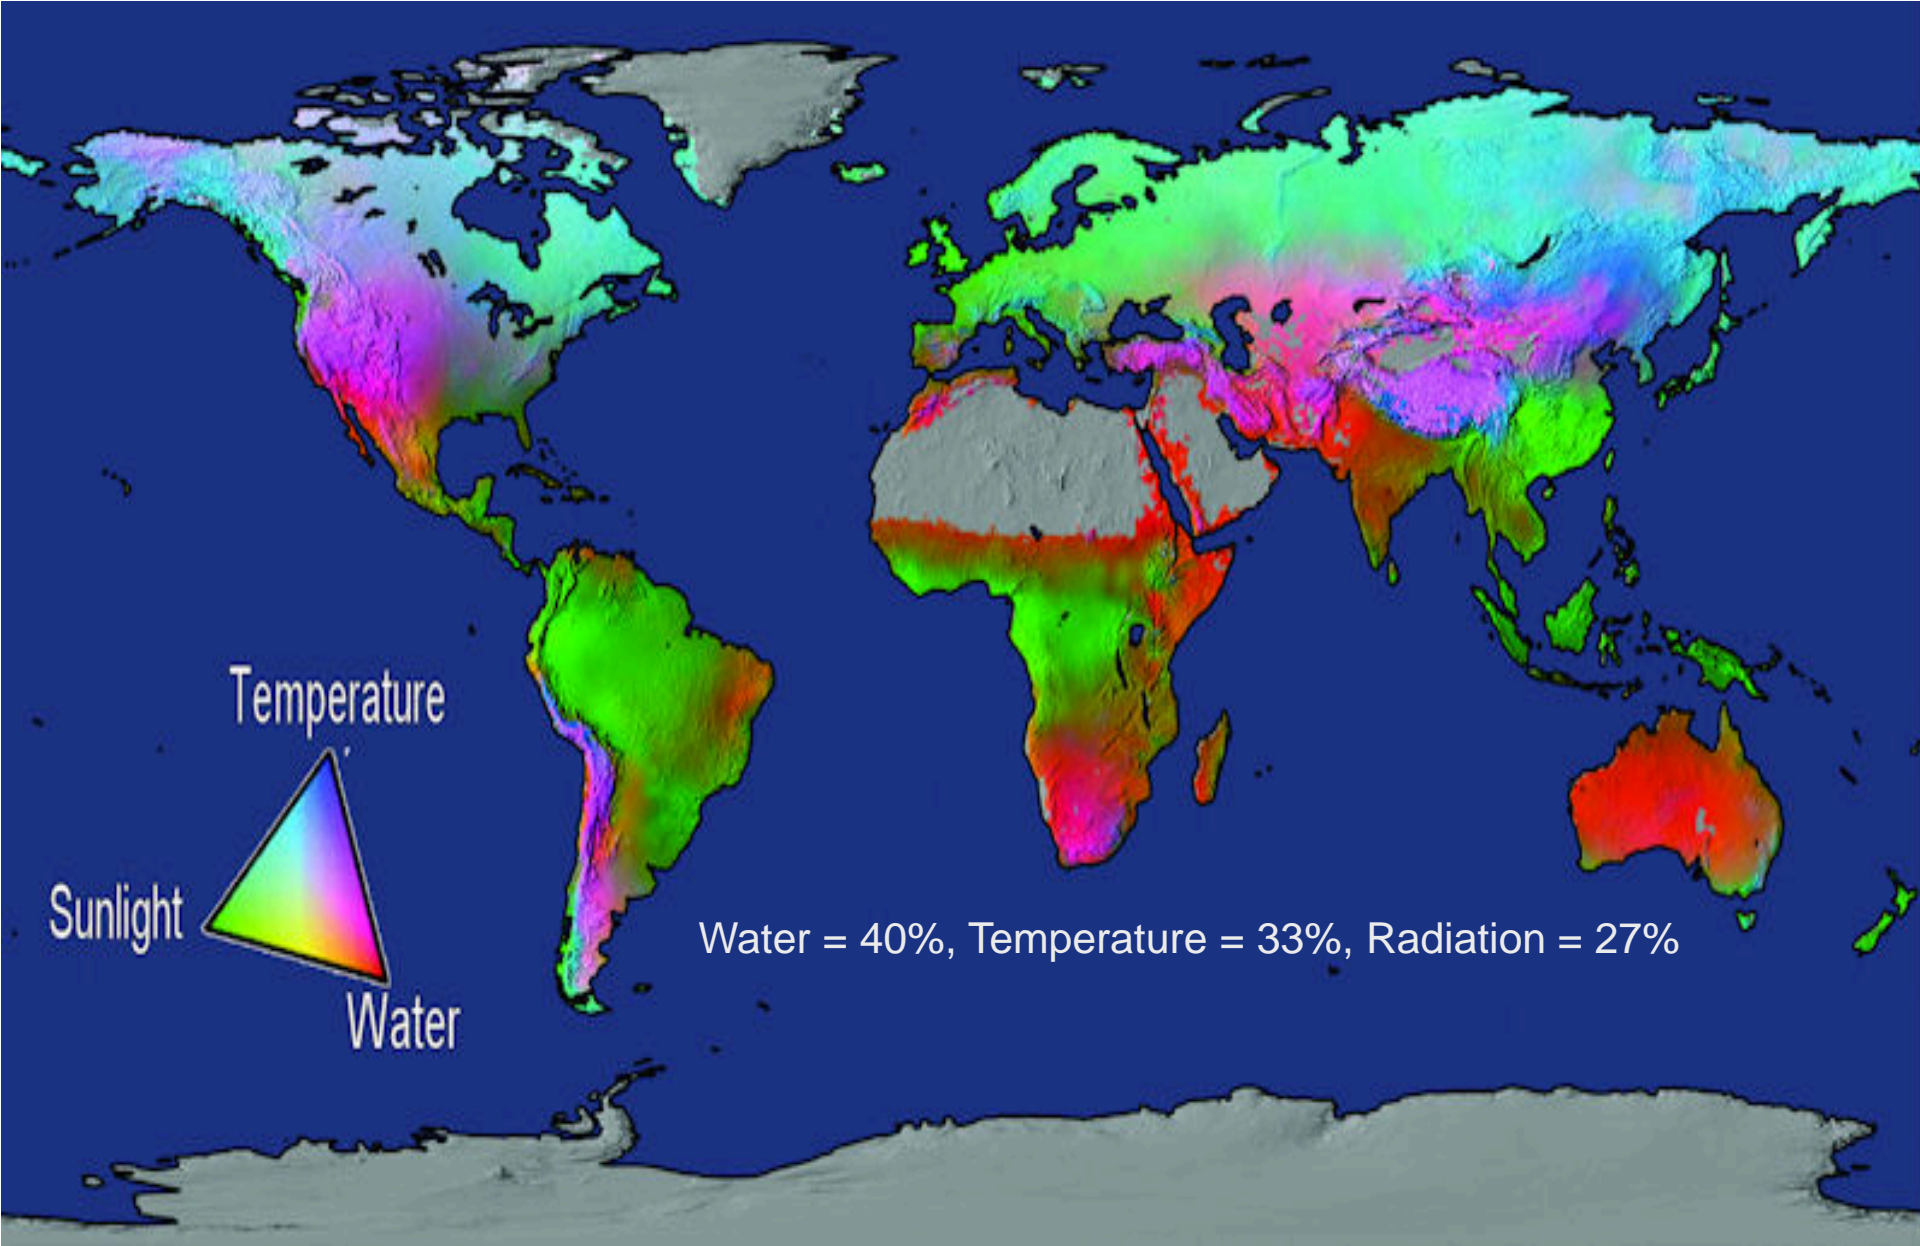 Temperature
Sunlight
Water = 40%, Temperature = 33%, Radiation = 27%
Water